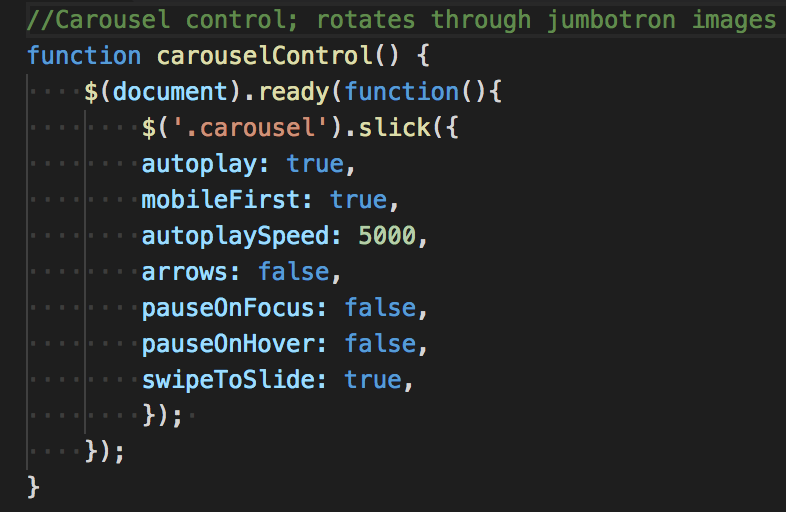 //Carousel control; rotates through jumbotron images
function carouselControl() {
    $(document).ready(function(){
        $('.carousel').slick({
        autoplay: true,
        mobileFirst: true,
        autoplaySpeed: 5000,
        arrows: false,
        pauseOnFocus: false,
        pauseOnHover: false,
        swipeToSlide: true,
        });
    });
}